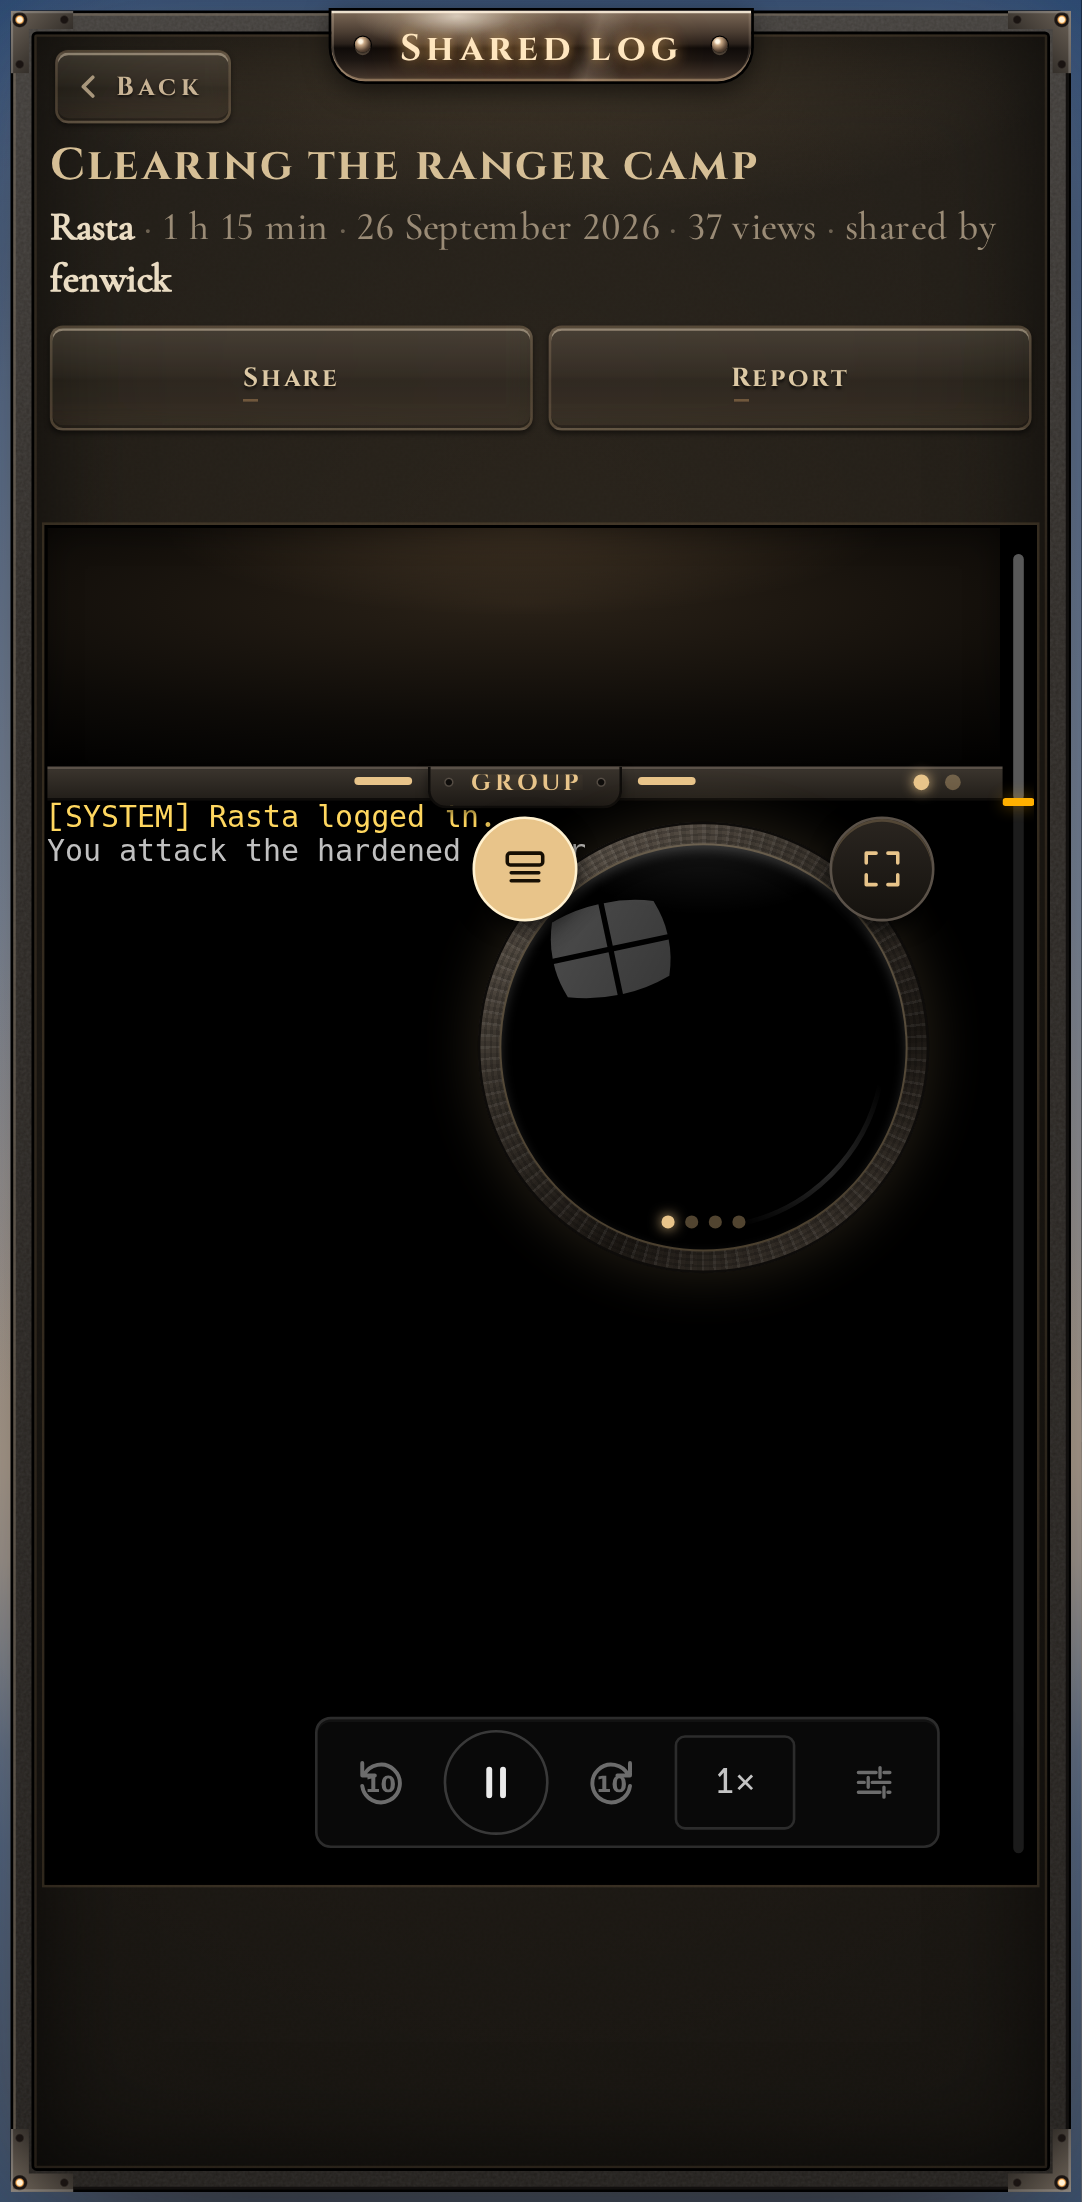 SHARED LOG
BACK
CLEARING THE RANGER CAMP
Rasta · 1 h 15 min · 26 September 2026 · 37 views · shared by
fenwick
SHARE
REPORT
GROUP
[SYSTEM] Rasta logged in.
You attack the hardened
10
10
1×